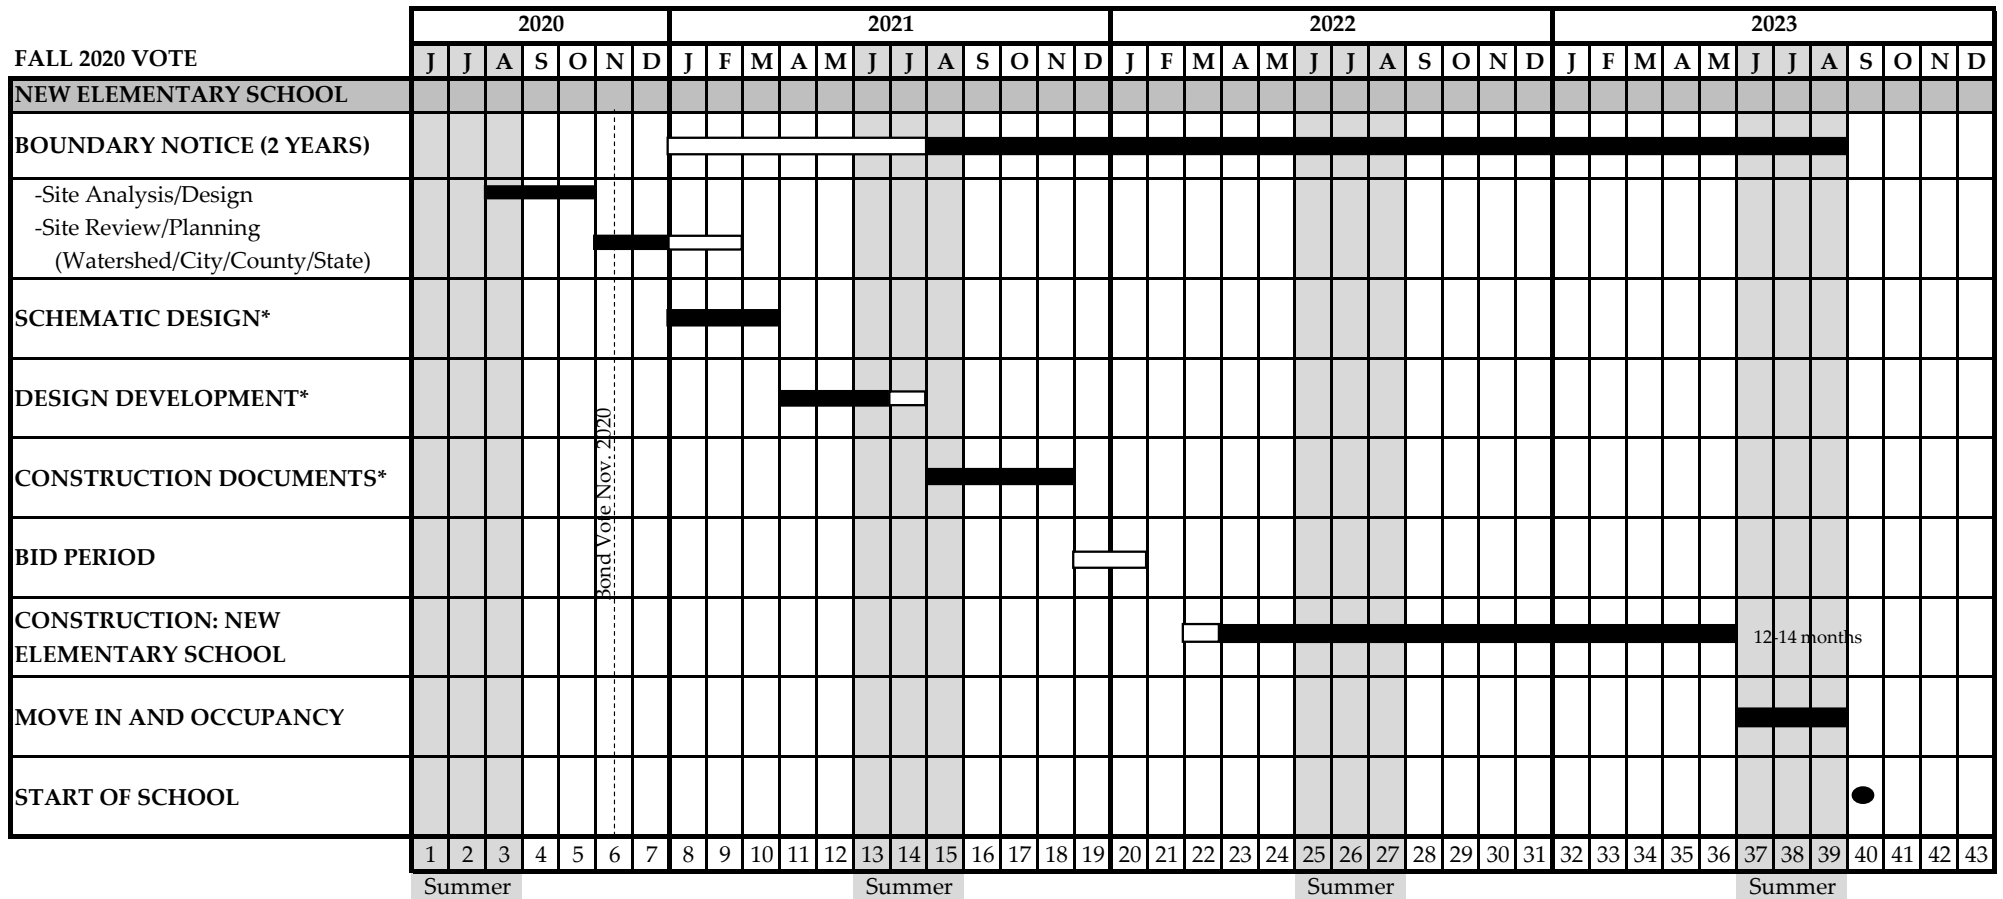 2020 2021 2022 2023
FALL 2020 VOTE J J A S O N D J F M A M J J A S O N D J F M A M J J A S O N D J F M A M J J A S O N D
NEW ELEMENTARY SCHOOL
BOUNDARY NOTICE (2 YEARS)
-Site Analysis/Design
-Site Review/Planning
(Watershed/City/County/State)
SCHEMATIC DESIGN*
DESIGN DEVELOPMENT*
Bond Vote Nov. 2020
CONSTRUCTION DOCUMENTS*
BID PERIOD
CONSTRUCTION: NEW
ELEMENTARY SCHOOL
12-14 months
MOVE IN AND OCCUPANCY
START OF SCHOOL
1 2 3 4 5 6 7 8 9 10 11 12 13 14 15 16 17 18 19 20 21 22 23 24 25 26 27 28 29 30 31 32 33 34 35 36 37 38 39 40 41 42 43
Summer Summer Summer Summer